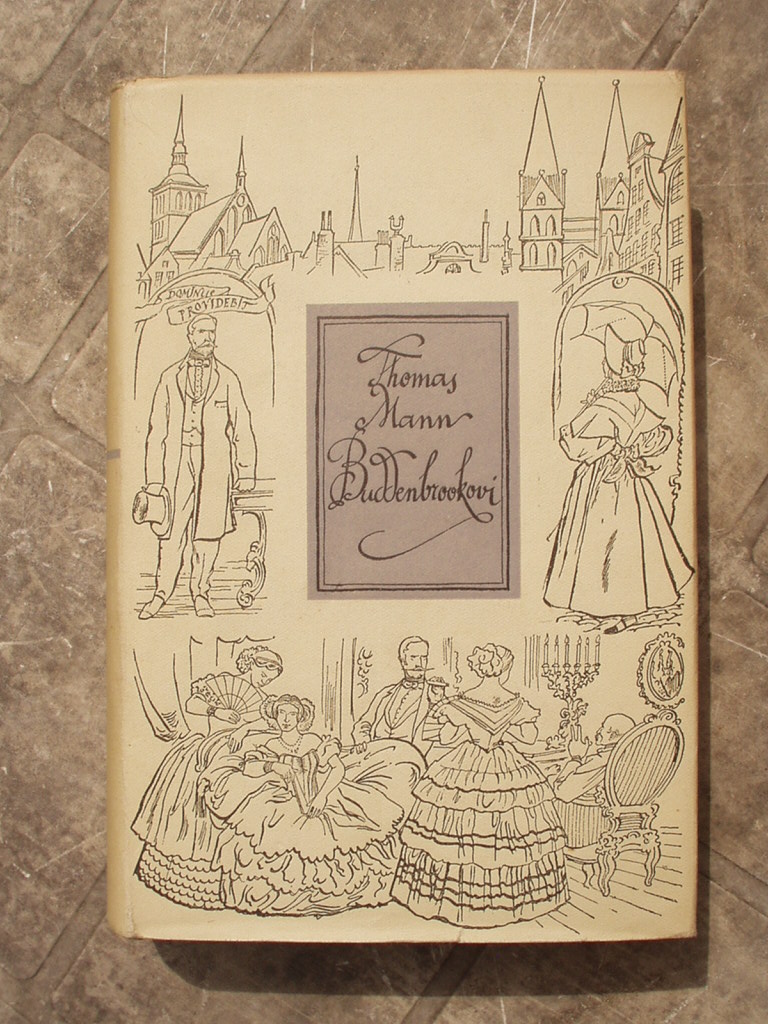 DOMINUS
PROVIDEBIT
Thomas
Mann
Buddenbrookovi